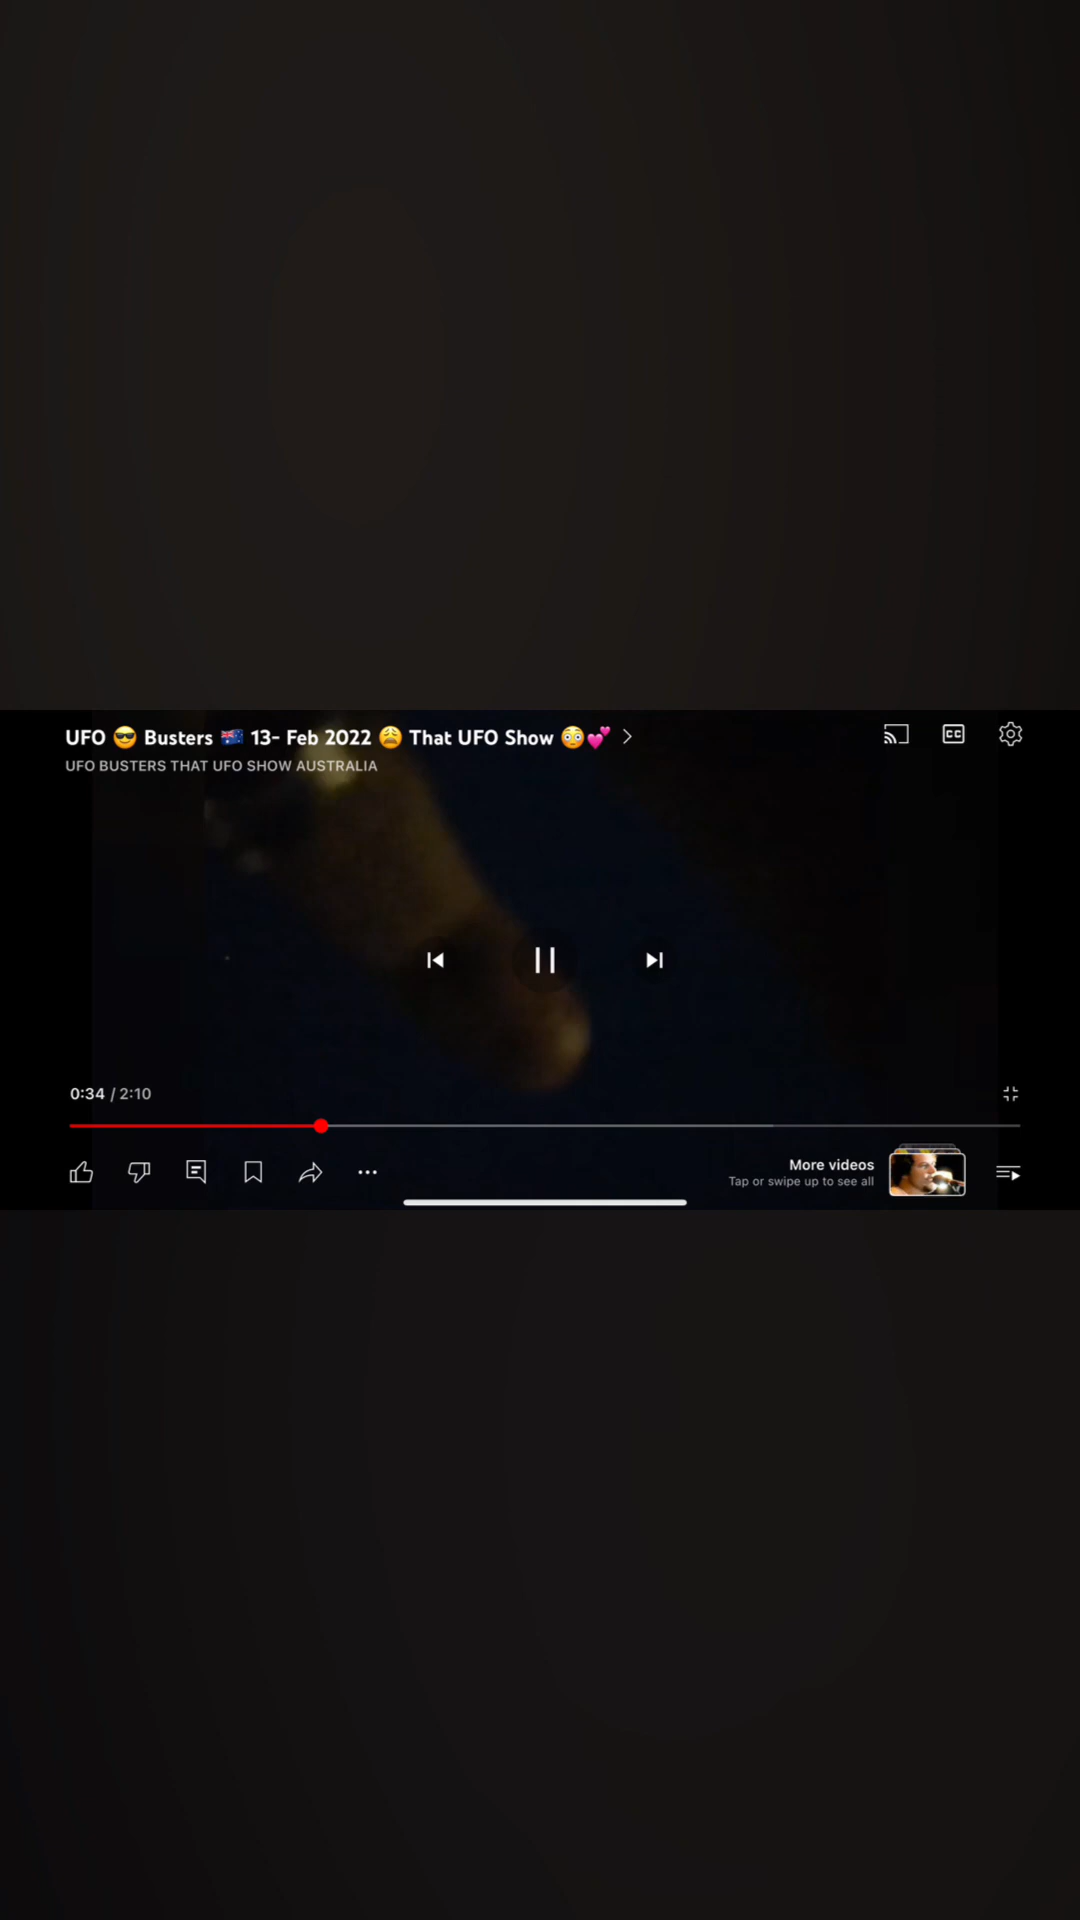 UFO 😎 Busters 🇦🇺 13- Feb 2022 😩 That UFO Show 😳💕
UFO BUSTERS THAT UFO SHOW AUSTRALIA
CC
0:34 / 2:10
More videos
Tap or swipe up to see all